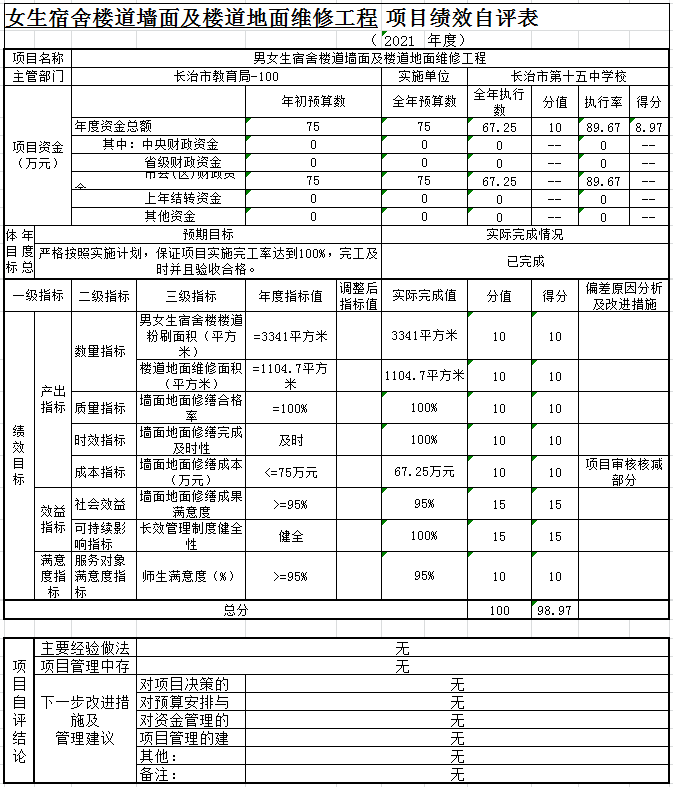 女生宿舍楼道墙面及楼道地面维修工程 项目绩效自评表
（ 2021 年度）
项目名称 男女生宿舍楼道墙面及楼道地面维修工程
主管部门 长治市教育局-100 实施单位 长治市第十五中学校
项目资金（万元） 年初预算数 全年预算数 全年执行数 分值 执行率 得分
年度资金总额 75 75 67.25 10 89.67 8.97
其中：中央财政资金 0 0 0 -- 0 --
省级财政资金 0 0 0 -- 0 --
市县(区)财政资金 75 75 67.25 -- 89.67 --
上年结转资金 0 0 0 -- 0 --
其他资金 0 0 0 -- 0 --
体 年
目 度
标 总
预期目标 实际完成情况
严格按照实施计划，保证项目实施完工率达到100%，完工及
时并且验收合格。
已完成
一级指标 二级指标 三级指标 年度指标值 调整后指标值 实际完成值 分值 得分 偏差原因分析及改进措施
绩效目标
产出指标
数量指标 男女生宿舍楼楼道粉刷面积（平方米） =3341平方米 3341平方米 10 10
楼道地面维修面积（平方米） =1104.7平方米 1104.7平方米 10 10
质量指标 墙面地面修缮合格率 =100% 100% 10 10
时效指标 墙面地面修缮完成及时性 及时 100% 10 10
成本指标 墙面地面修缮成本（万元） <=75万元 67.25万元 10 10 项目审核核减部分
效益指标
社会效益 墙面地面修缮成果满意度 >=95% 95% 15 15
可持续影响指标 长效管理制度健全性 健全 100% 15 15
满意度指标 服务对象满意度指标 师生满意度（%） >=95% 95% 10 10
总分 100 98.97
项目自评结论
主要经验做法 无
项目管理中存 无
下一步改进措施及管理建议
对项目决策的 无
对预算安排与 无
对资金管理的 无
项目管理的建 无
其他： 无
备注： 无